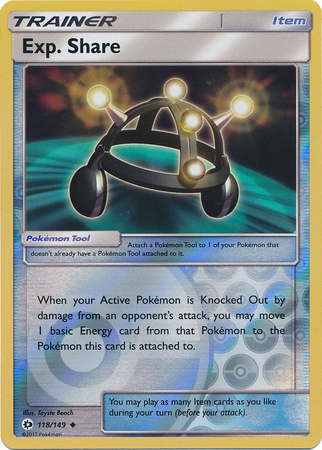 TRAINER Item
Exp. Share
Pokémon Tool Attach a Pokémon Tool to 1 of your Pokémon that
doesn't already have a Pokémon Tool attached to it.
When your Active Pokémon is Knocked Out by
damage from an opponent's attack, you may move
1 basic Energy card from that Pokémon to the
Pokémon this card is attached to.
You may play as many Item cards as you like
during your turn (before your attack).
Illus. Toyste Beach
118/149 ◆
©2017 Pokémon